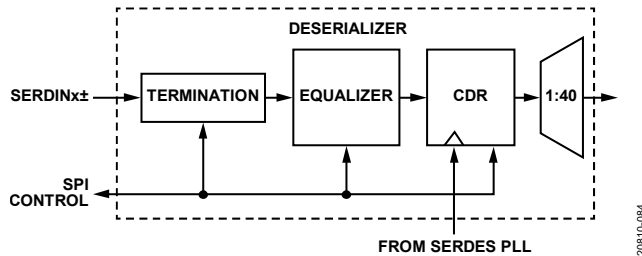 DESERIALIZER
SERDINx±
TERMINATION
EQUALIZER
CDR
1:40
SPI
CONTROL
FROM SERDES PLL
20810-084